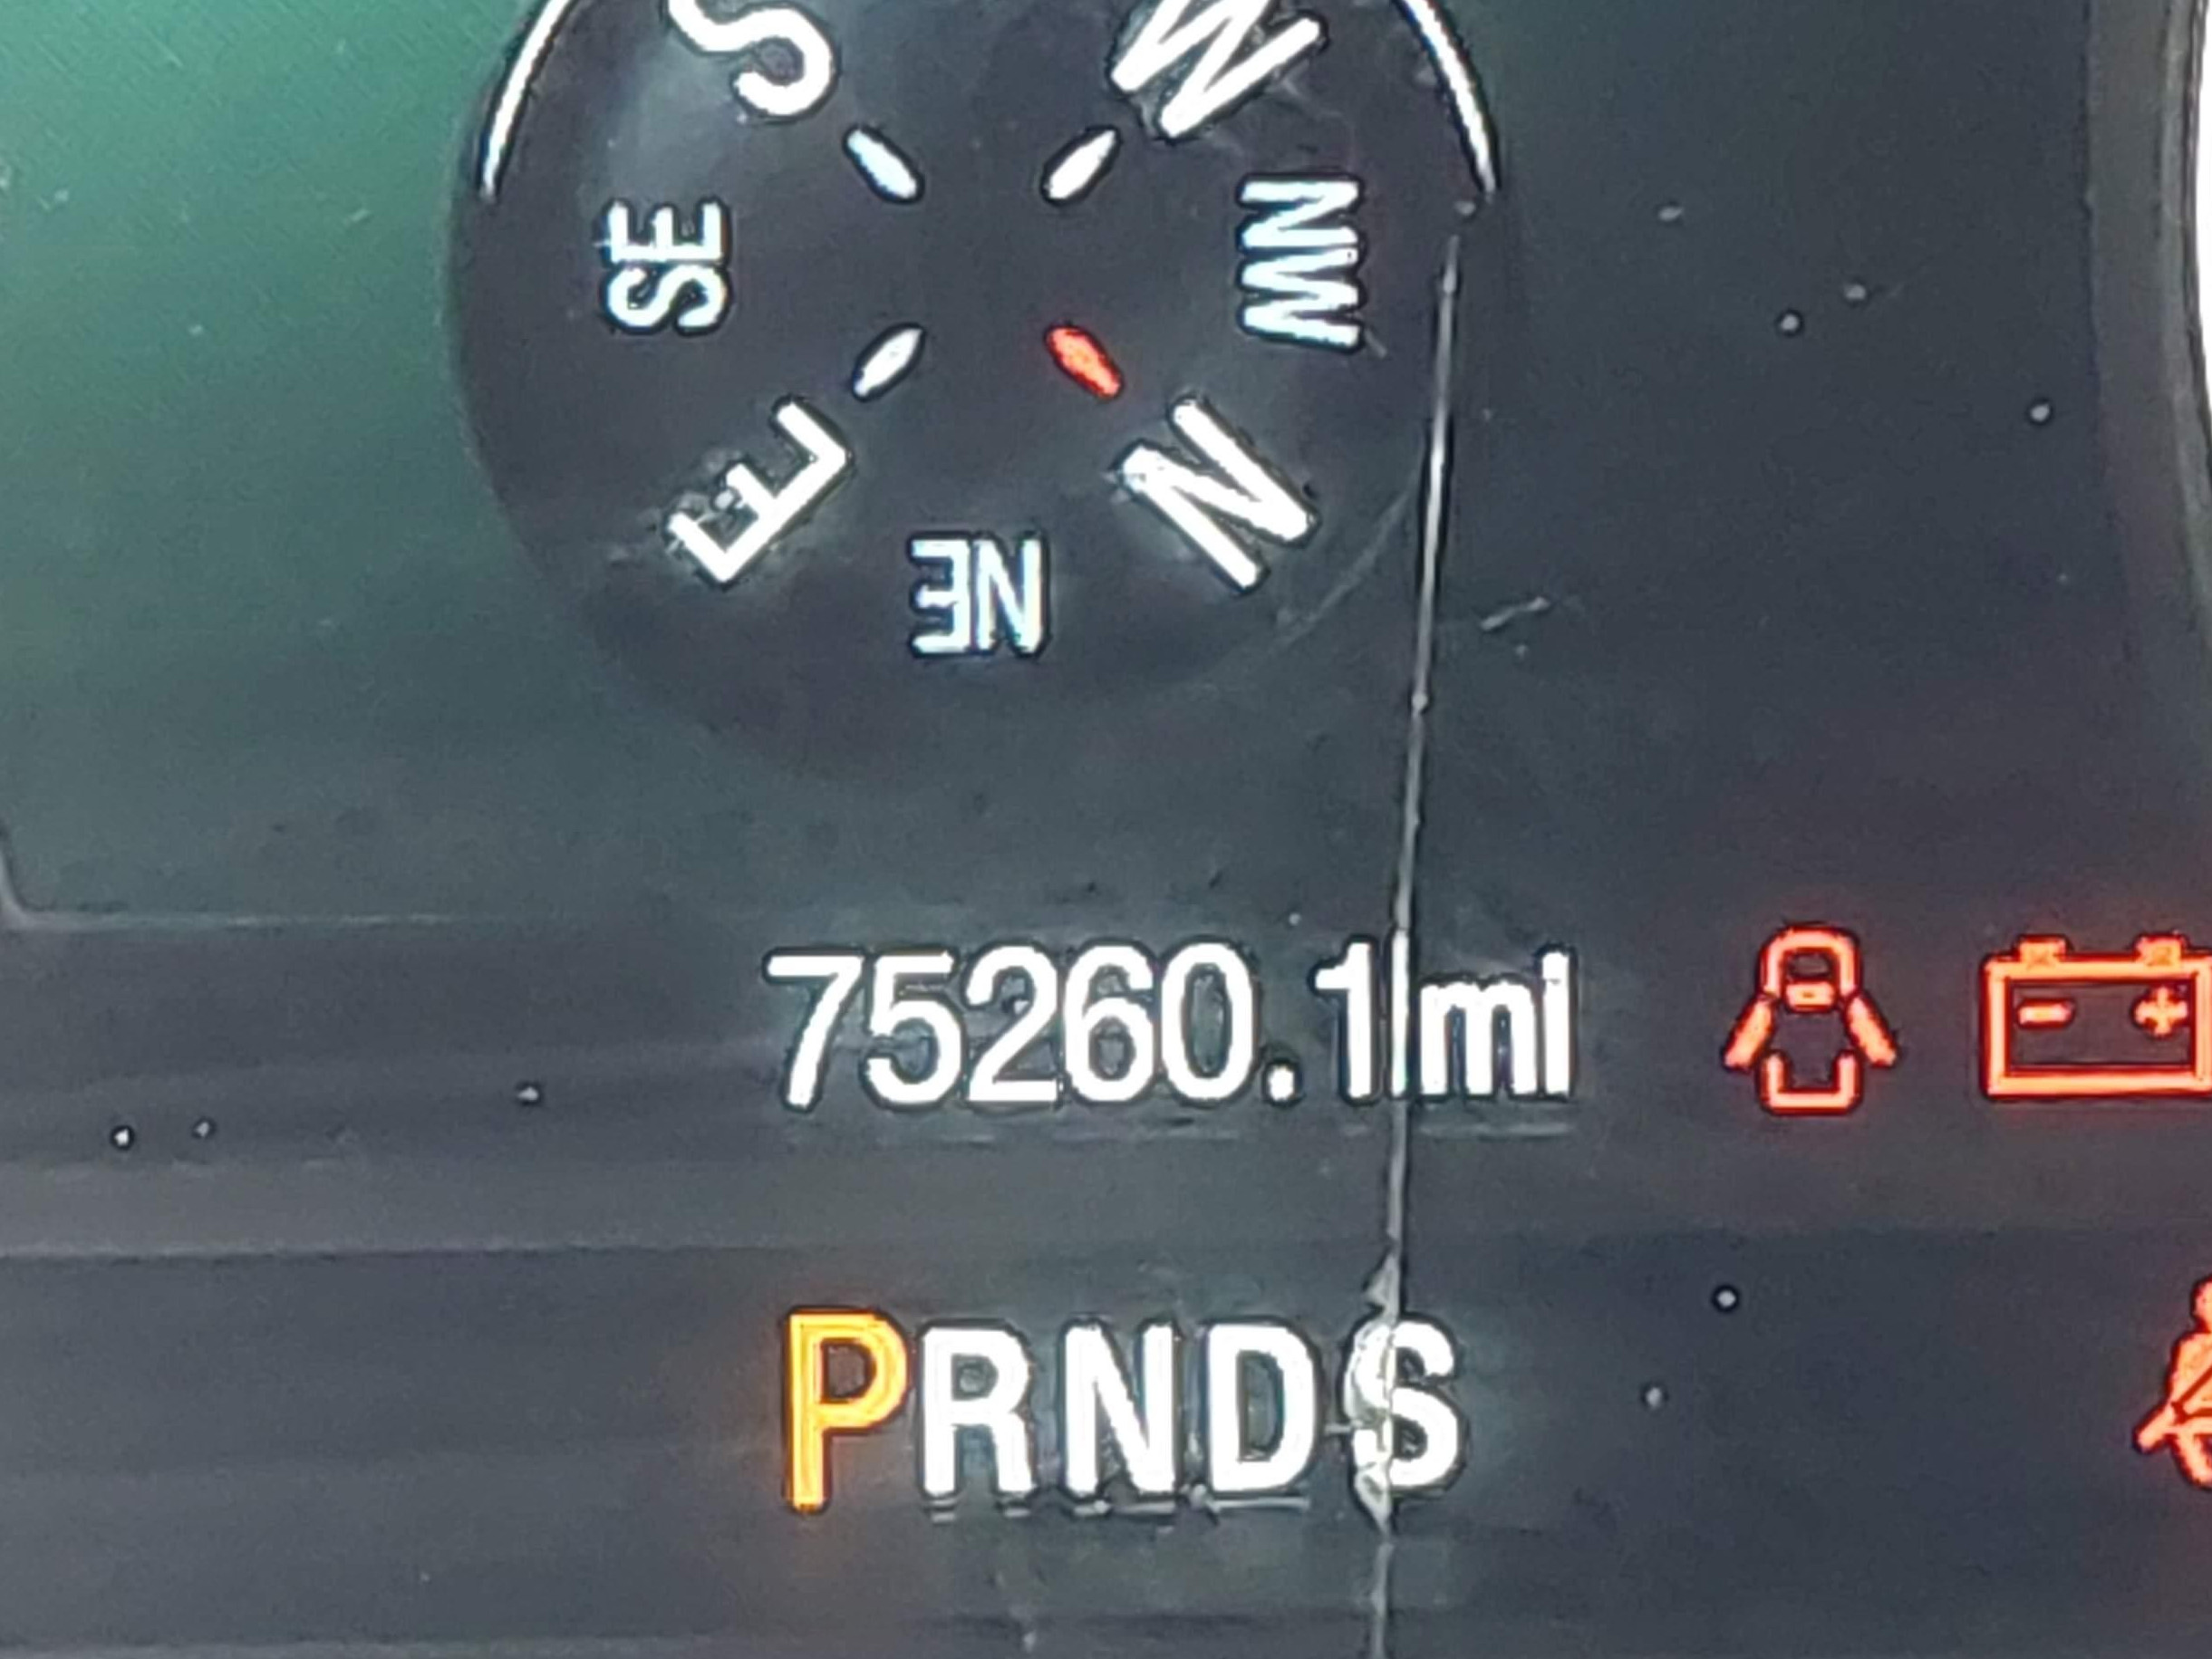 S W
SE NW
E N
NE
75260.1mi
- +
PRNDS